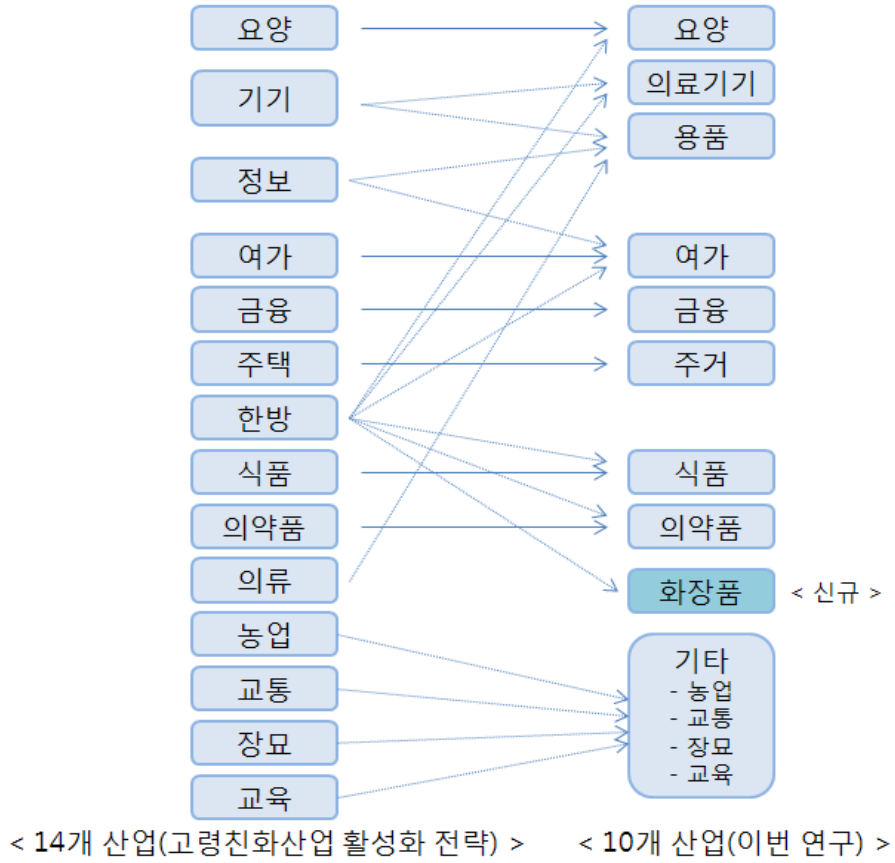 요양
기기
정보
여가
금융
주택
한방
식품
의약품
의류
농업
교통
장묘
교육
< 14개 산업(고령친화산업 활성화 전략) >
요양
의료기기
용품
여가
금융
주거
식품
의약품
화장품
< 신규 >
기타
- 농업
- 교통
- 장묘
- 교육
< 10개 산업(이번 연구) >